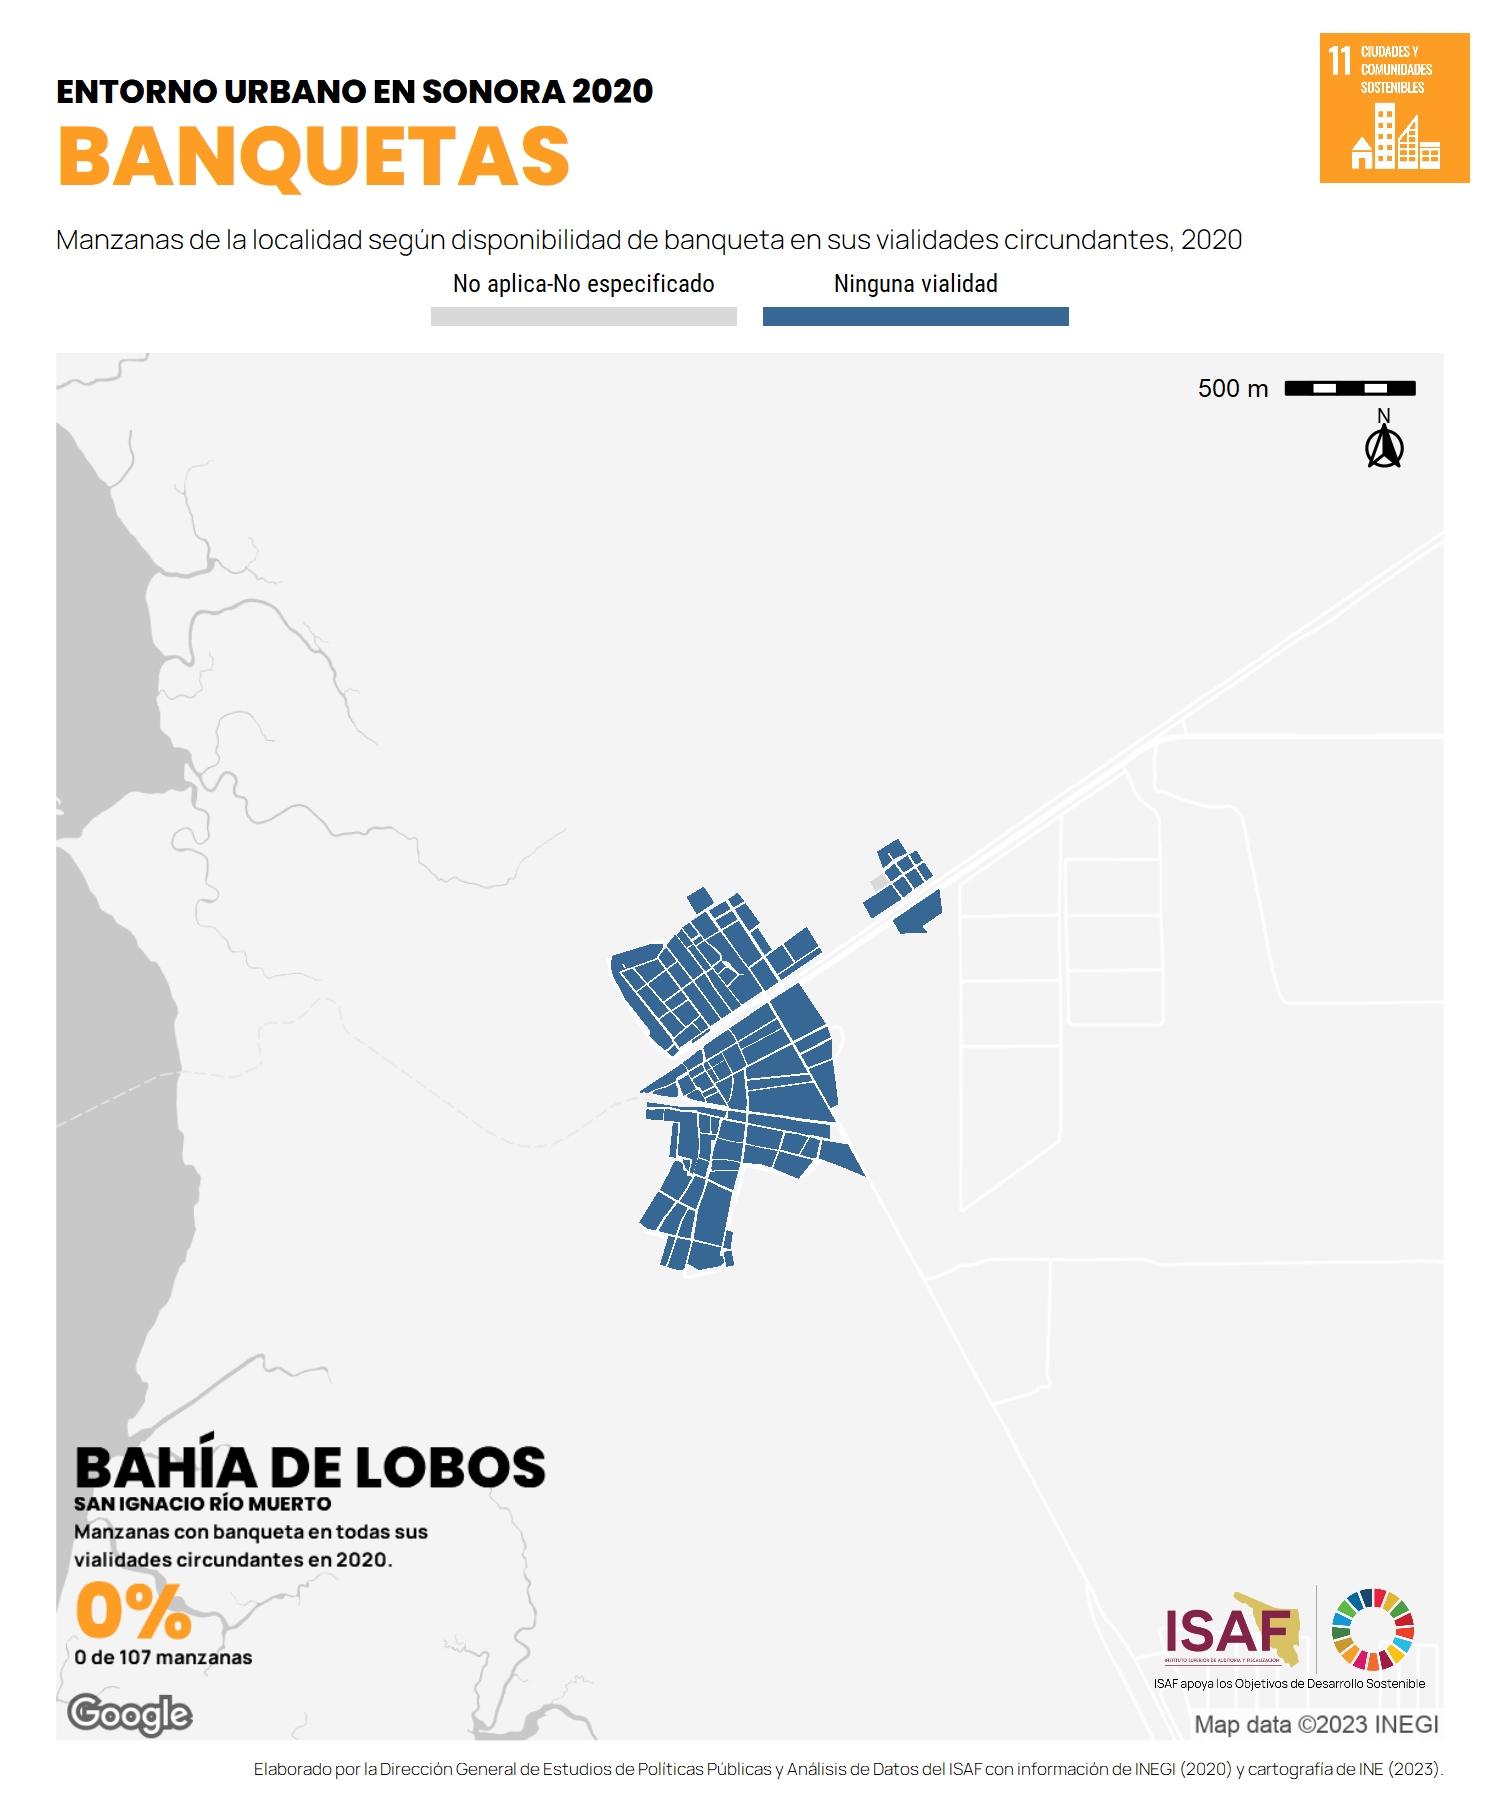 11 CIUDADES Y
COMUNIDADES
SOSTENIBLES
ENTORNO URBANO EN SONORA 2020
BANQUETAS
Manzanas de la localidad según disponibilidad de banqueta en sus vialidades circundantes, 2020
No aplica-No especificado
Ninguna vialidad
500 m
N
BAHÍA DE LOBOS
SAN IGNACIO RÍO MUERTO
Manzanas con banqueta en todas sus
vialidades circundantes en 2020.
0%
0 de 107 manzanas
Google
ISAF
INSTITUTO SUPERIOR DE AUDITORÍA Y FISCALIZACIÓN
ISAF apoya los Objetivos de Desarrollo Sostenible
Map data ©2023 INEGI
Elaborado por la Dirección General de Estudios de Políticas Públicas y Análisis de Datos del ISAF con información de INEGI (2020) y cartografía de INE (2023).